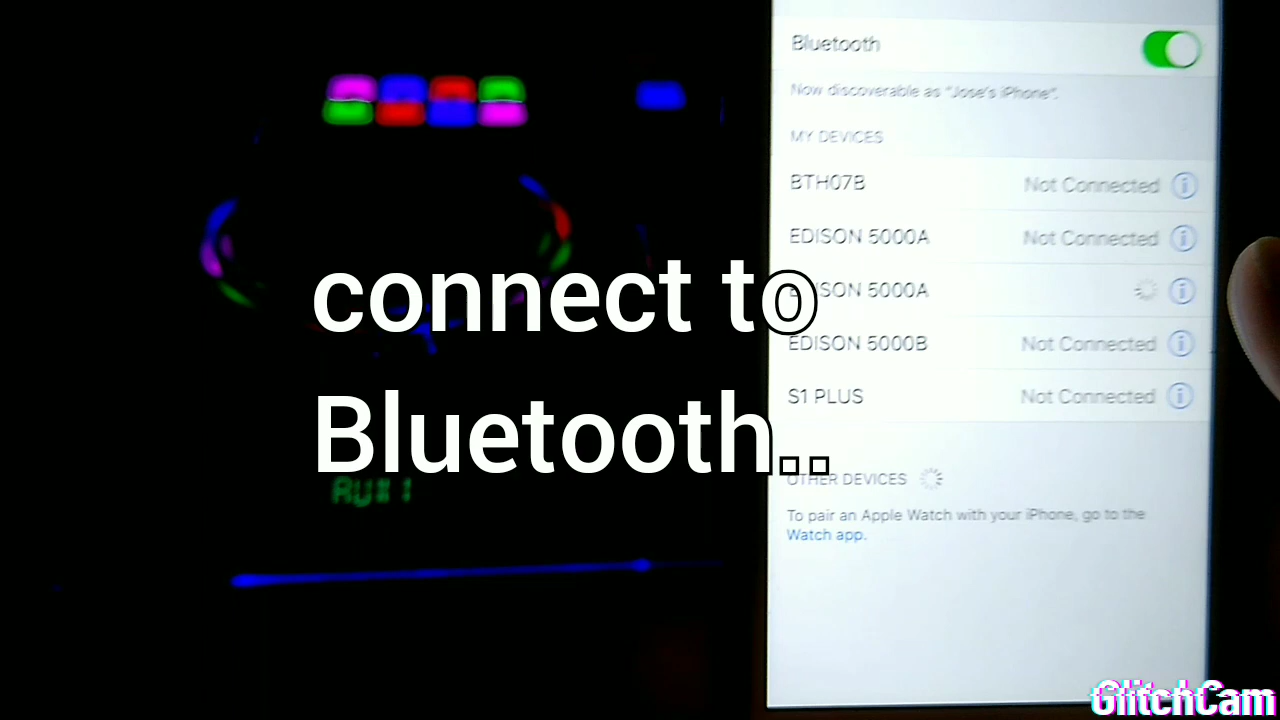 Bluetooth
Now discoverable as "Jose's iPhone".
MY DEVICES
BTH07B Not Connected
EDISON 5000A Not Connected
EDISON 5000A
EDISON 5000B Not Connected
S1 PLUS Not Connected
OTHER DEVICES
To pair an Apple Watch with your iPhone, go to the
Watch app.
connect to
Bluetooth..
AUX1
GlitchCam